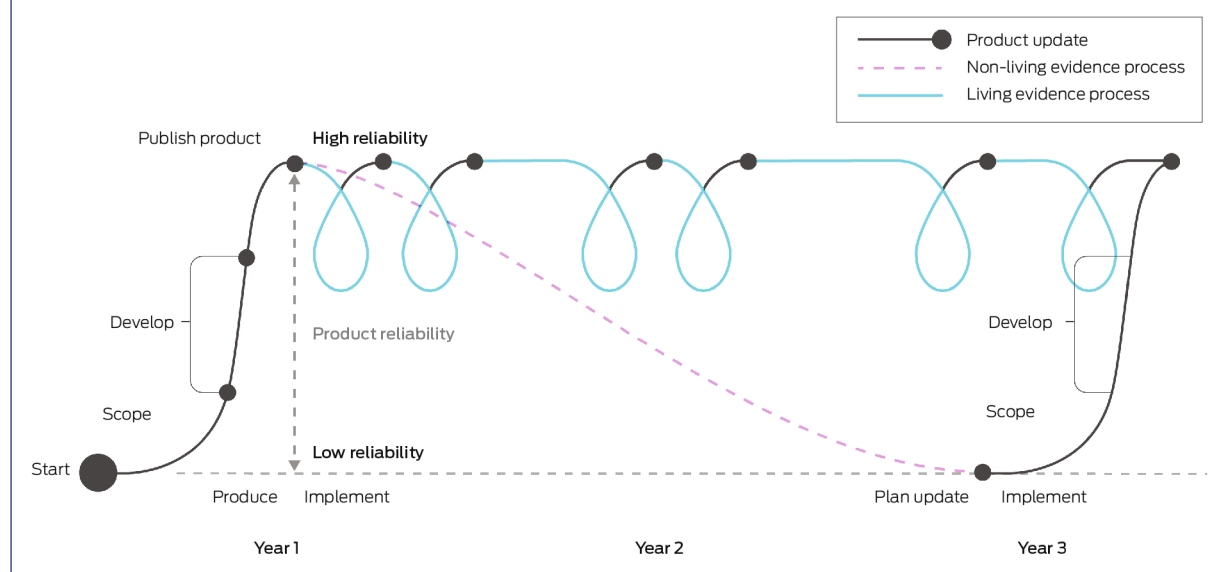 Product update
Non-living evidence process
Living evidence process
Publish product
High reliability
Develop
Product reliability
Develop
Scope
Scope
Low reliability
Start
Produce
Implement
Plan update
Implement
Year 1
Year 2
Year 3